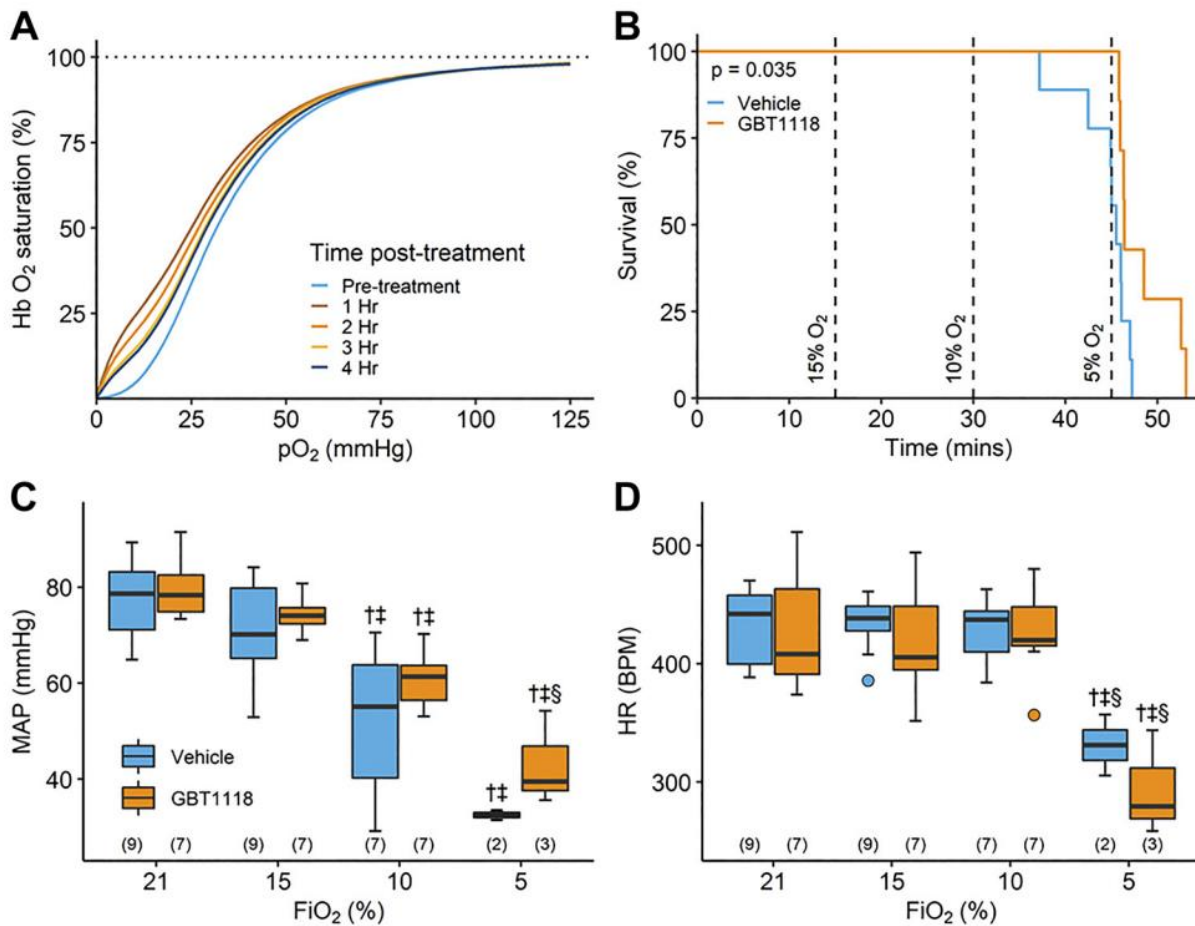 A
Hb O2 saturation (%)
100
75
50
25
0
25
50
75
100
125
pO2 (mmHg)
Time post-treatment
Pre-treatment
1 Hr
2 Hr
3 Hr
4 Hr
B
Survival (%)
100
75
50
25
0
p = 0.035
Vehicle
GBT1118
15% O2
10% O2
5% O2
0
10
20
30
40
50
Time (mins)
C
MAP (mmHg)
80
60
40
†‡
†‡
†‡
†‡§
Vehicle
GBT1118
(9) (7) (9) (7) (7) (7) (2) (3)
21 15 10 5
FiO2 (%)
D
HR (BPM)
500
400
300
†‡§
†‡§
(9) (7) (9) (7) (7) (7) (2) (3)
21 15 10 5
FiO2 (%)